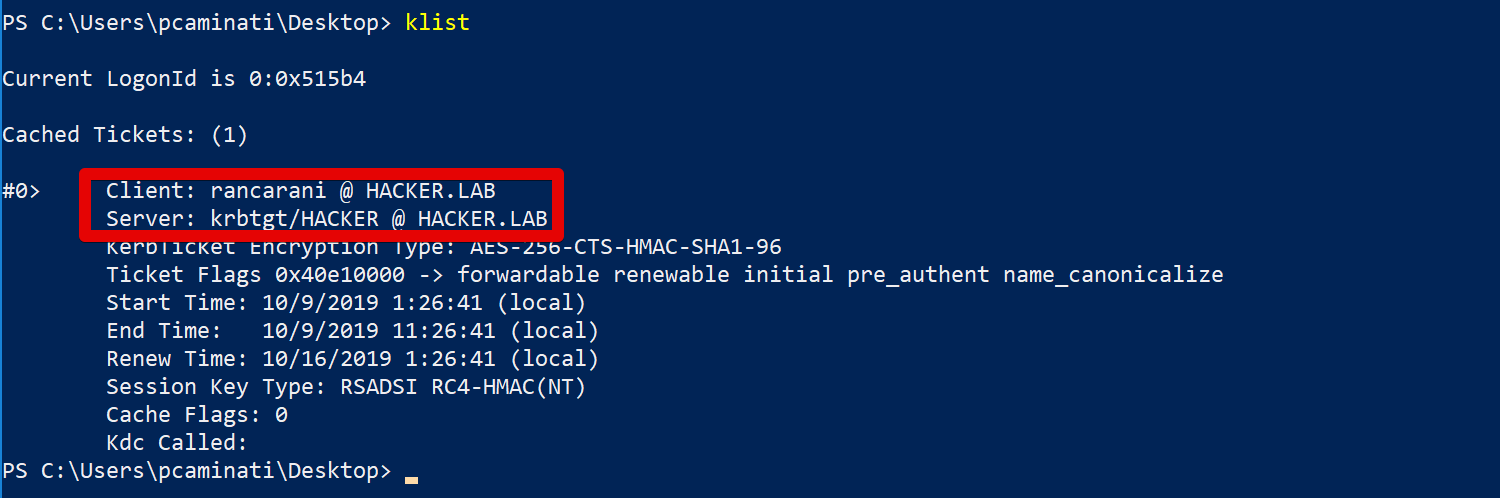 PS C:\Users\pcaminati\Desktop> klist
Current LogonId is 0:0x515b4
Cached Tickets: (1)
#0> Client: rancarani @ HACKER.LAB
Server: krbtgt/HACKER @ HACKER.LAB
KerbTicket Encryption Type: AES-256-CTS-HMAC-SHA1-96
Ticket Flags 0x40e10000 -> forwardable renewable initial pre_authent name_canonicalize
Start Time: 10/9/2019 1:26:41 (local)
End Time: 10/9/2019 11:26:41 (local)
Renew Time: 10/16/2019 1:26:41 (local)
Session Key Type: RSADSI RC4-HMAC(NT)
Cache Flags: 0
Kdc Called:
PS C:\Users\pcaminati\Desktop>